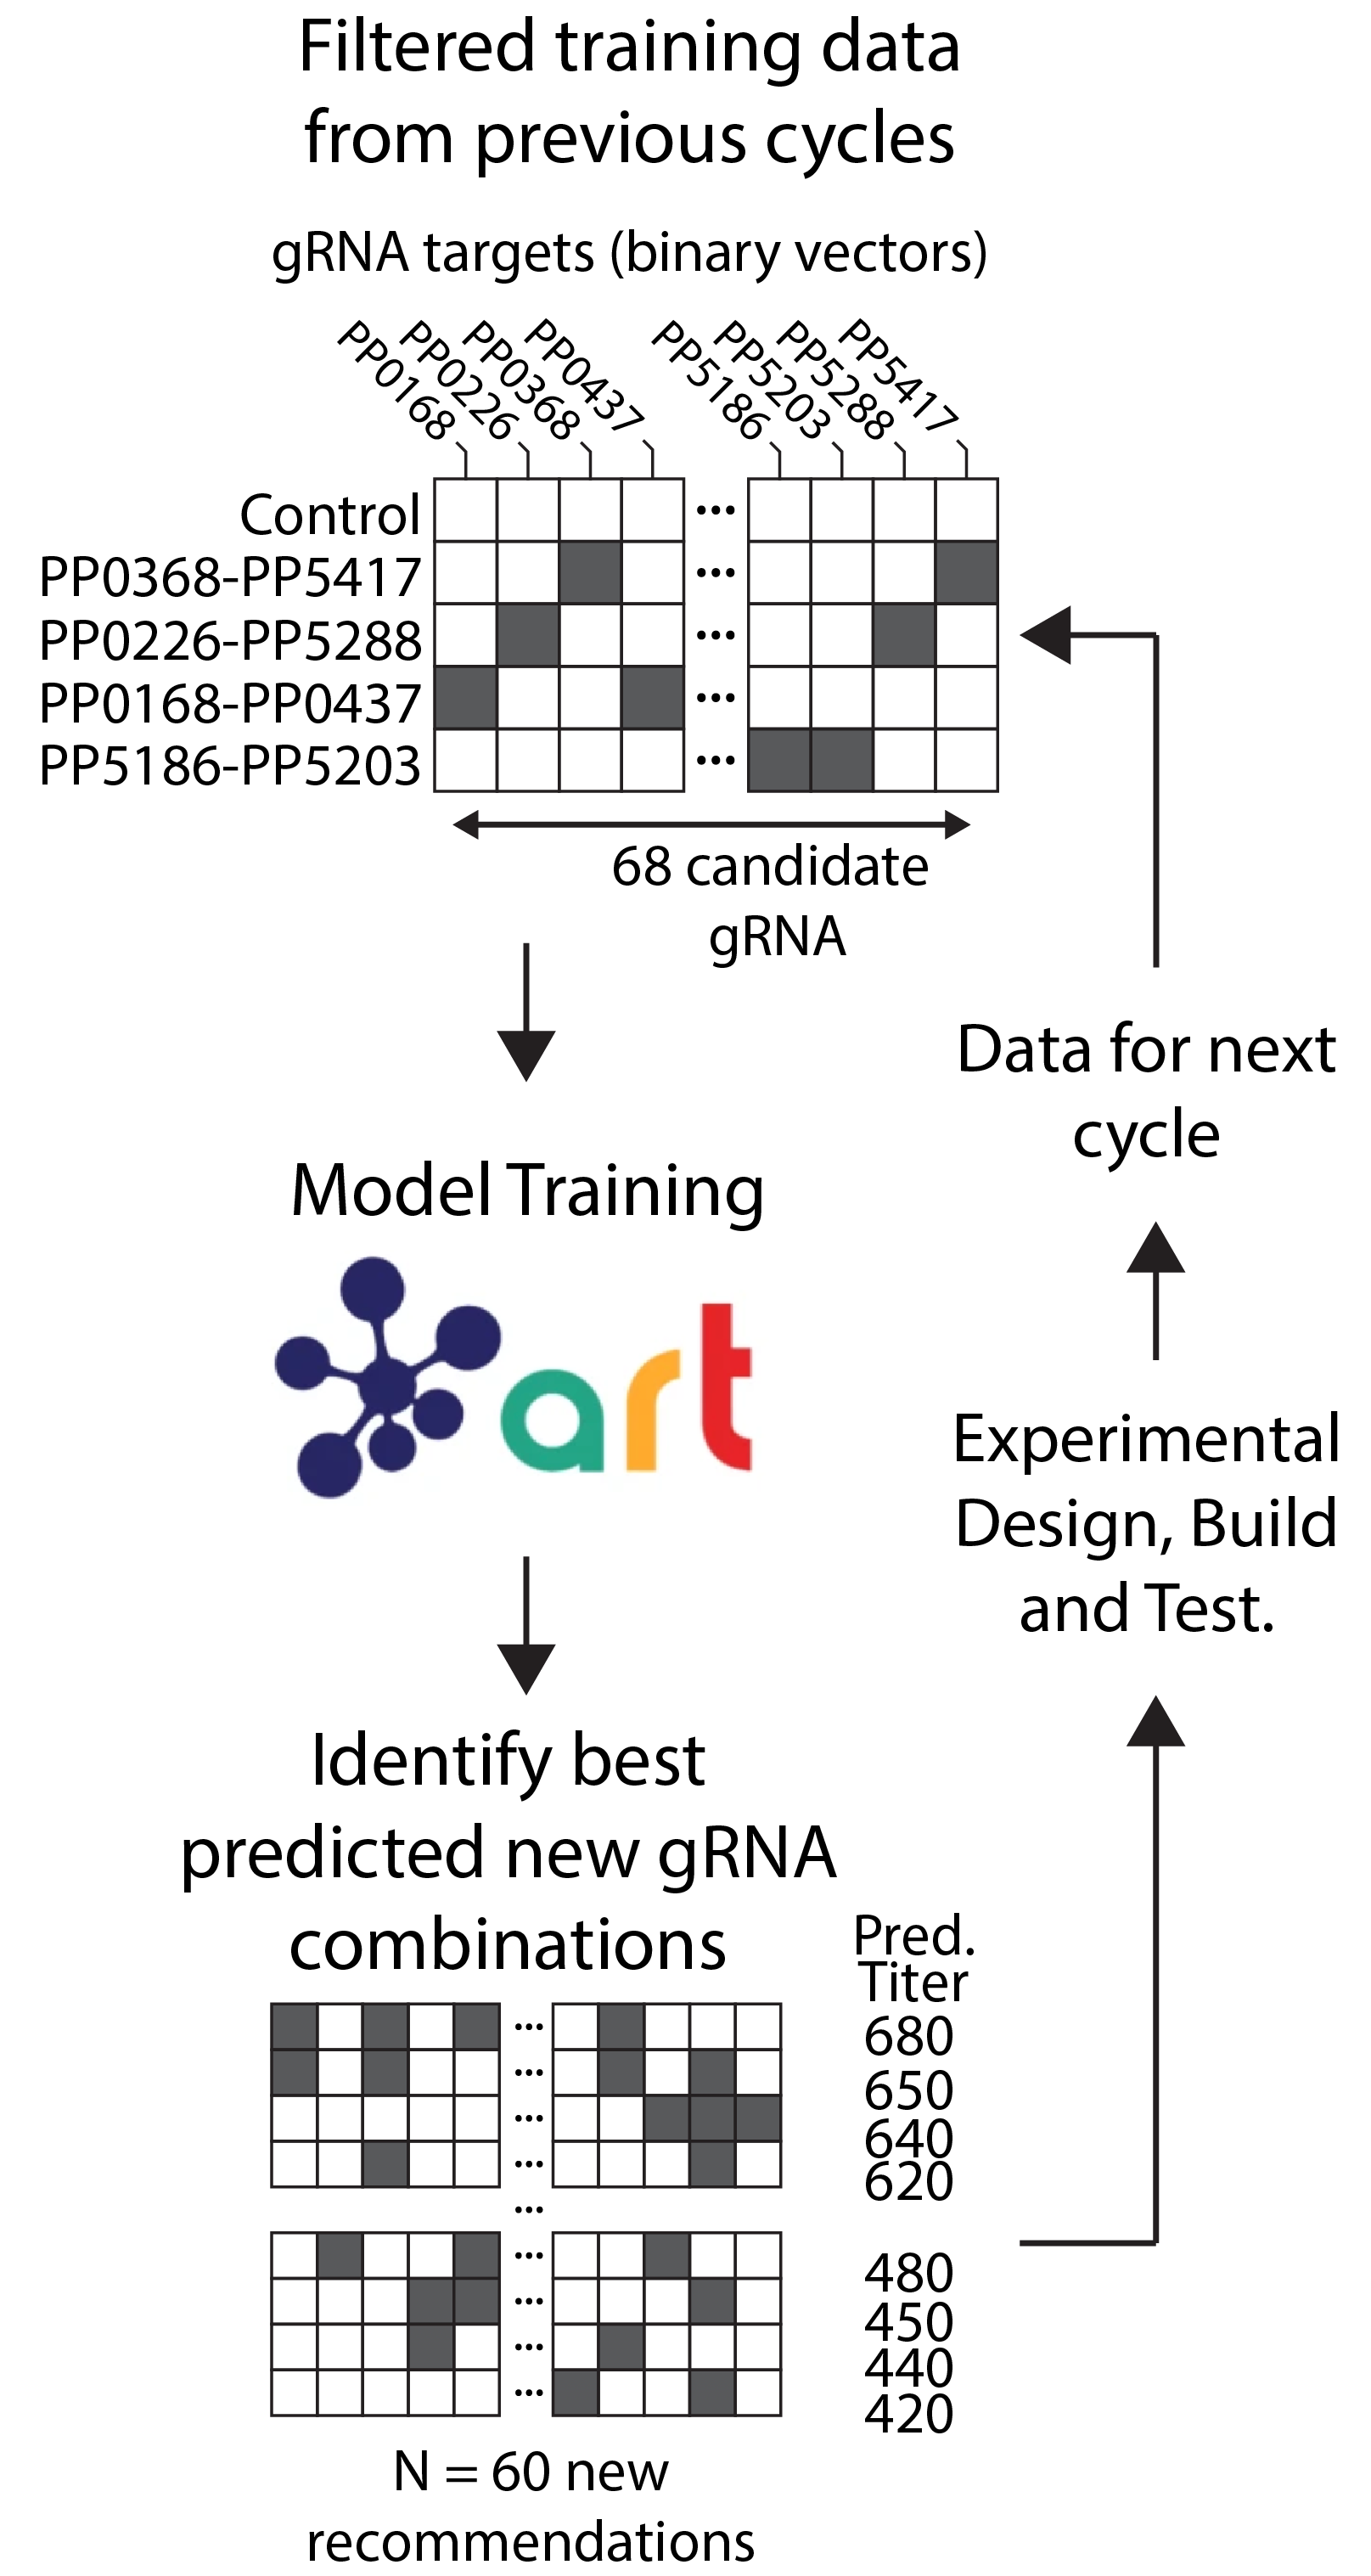 Filtered training data
from previous cycles
gRNA targets (binary vectors)
PP0168
PP0226
PP0368
PP0437
PP5186
PP5203
PP5288
PP5417
Control
...
PP0368-PP5417
...
PP0226-PP5288
...
PP0168-PP0437
...
PP5186-PP5203
...
68 candidate
gRNA
Data for next
cycle
Model Training
art
Experimental
Design, Build
and Test.
Identify best
predicted new gRNA
combinations
Pred.
Titer
...
680
...
650
...
640
...
620
...
...
480
...
450
...
440
...
420
N = 60 new
recommendations